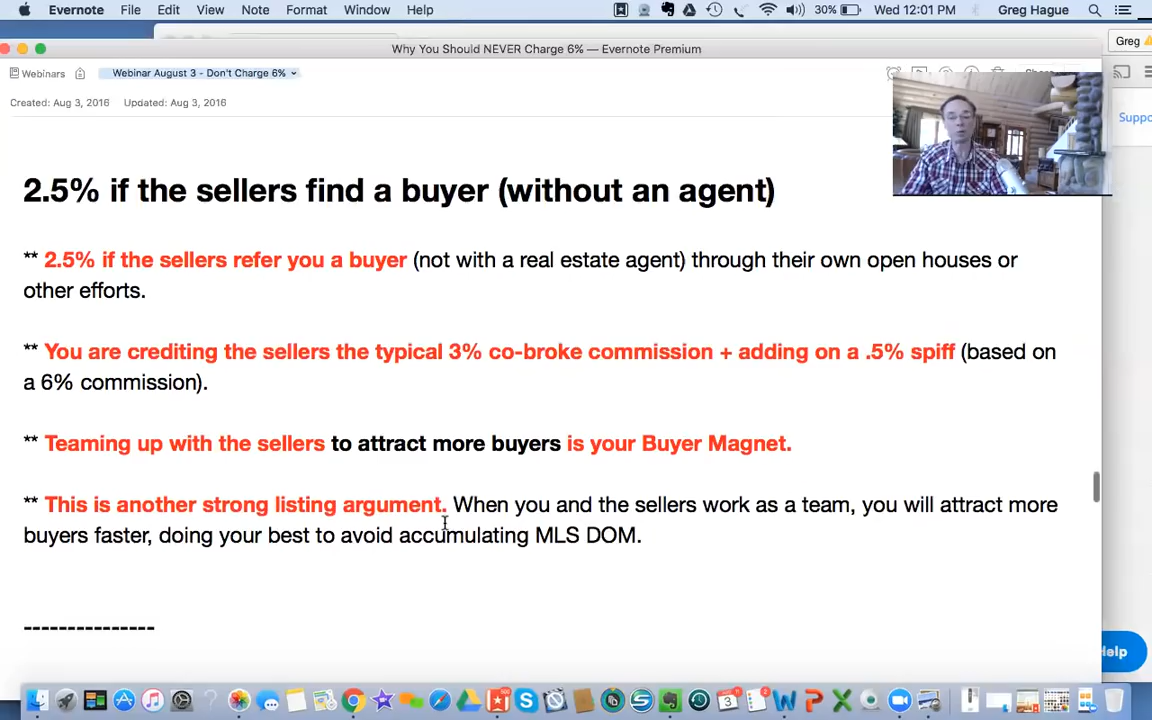 Evernote File Edit View Note Format Window Help 30% Wed 12:01 PM Greg Hague
Why You Should NEVER Charge 6% — Evernote Premium
Greg
Webinars Webinar August 3 - Don't Charge 6%
Created: Aug 3, 2016 Updated: Aug 3, 2016
Suppo
2.5% if the sellers find a buyer (without an agent)
** 2.5% if the sellers refer you a buyer (not with a real estate agent) through their own open houses or
other efforts.
** You are crediting the sellers the typical 3% co-broke commission + adding on a .5% spiff (based on
a 6% commission).
** Teaming up with the sellers to attract more buyers is your Buyer Magnet.
** This is another strong listing argument. When you and the sellers work as a team, you will attract more
buyers faster, doing your best to avoid accumulating MLS DOM.
---------------
Help